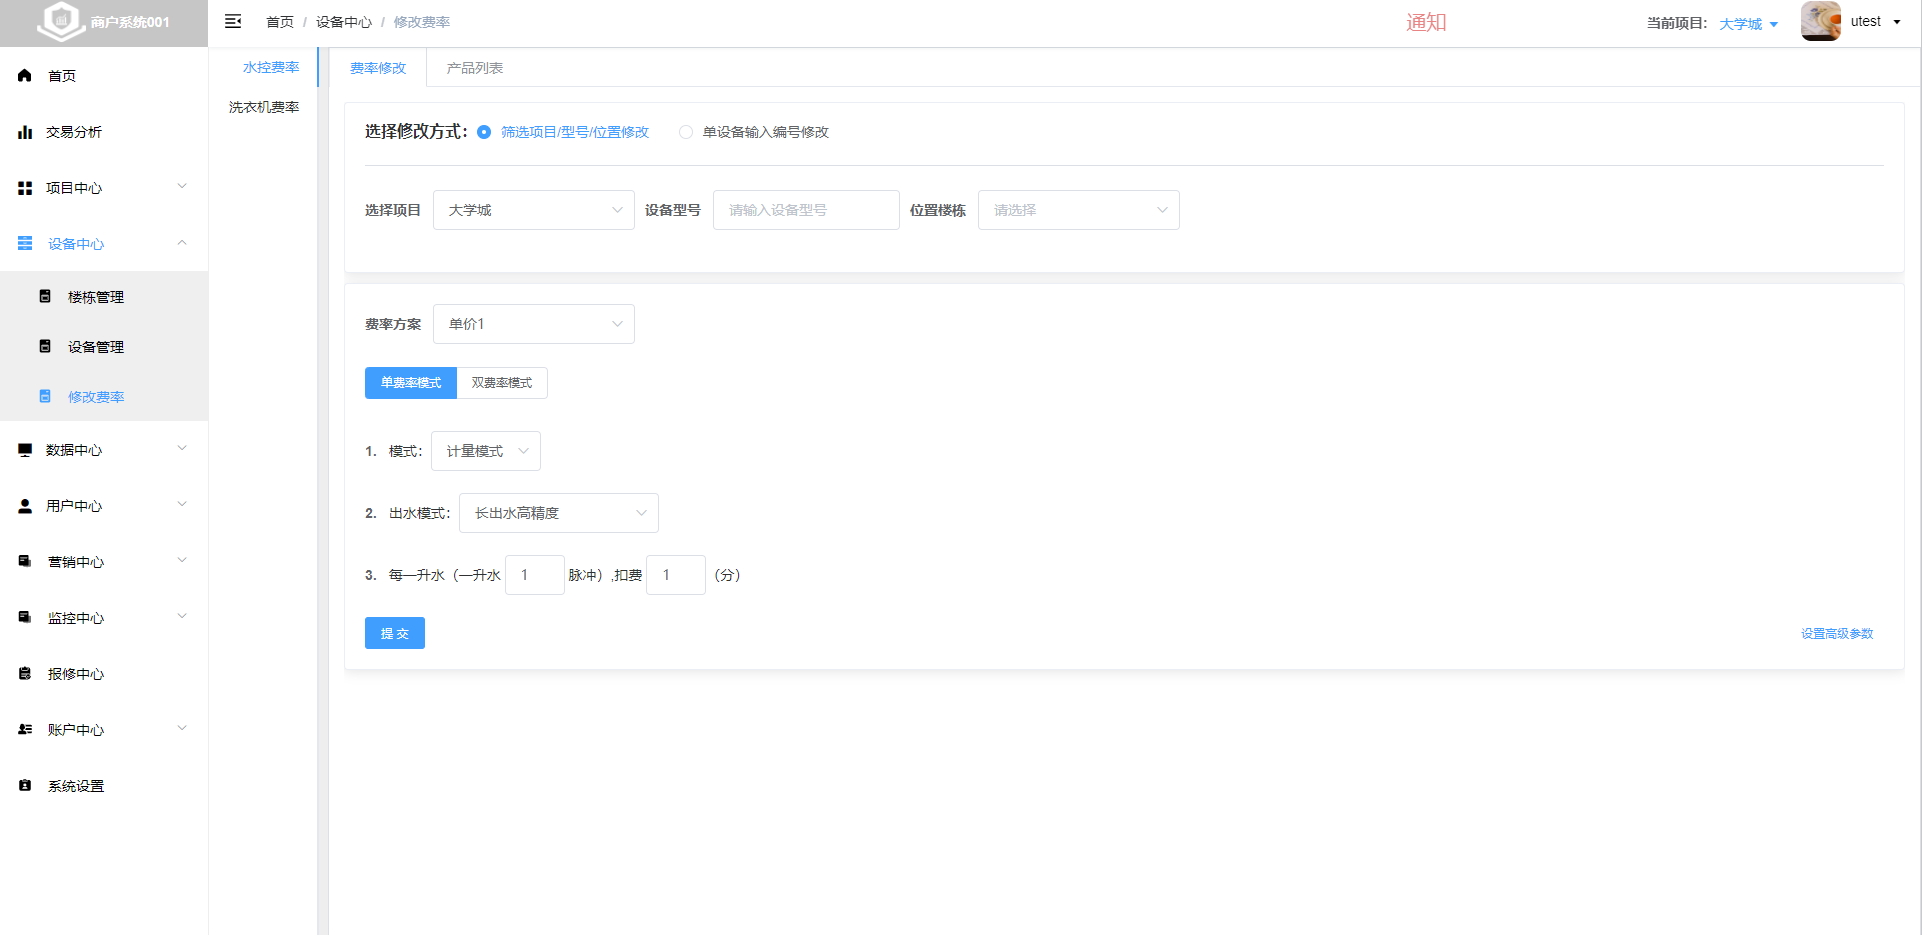 商户系统001
首页 / 设备中心 / 修改费率
通知
当前项目： 大学城
utest
首页
交易分析
项目中心
设备中心
楼栋管理
设备管理
修改费率
数据中心
用户中心
营销中心
监控中心
报修中心
账户中心
系统设置
水控费率
洗衣机费率
费率修改 产品列表
选择修改方式： 筛选项目/型号/位置修改 单设备输入编号修改
选择项目 大学城 设备型号 请输入设备型号 位置楼栋 请选择
费率方案 单价1
单费率模式 双费率模式
1. 模式： 计量模式
2. 出水模式： 长出水高精度
3. 每一升水（一升水 1 脉冲）,扣费 1 （分）
提 交
设置高级参数